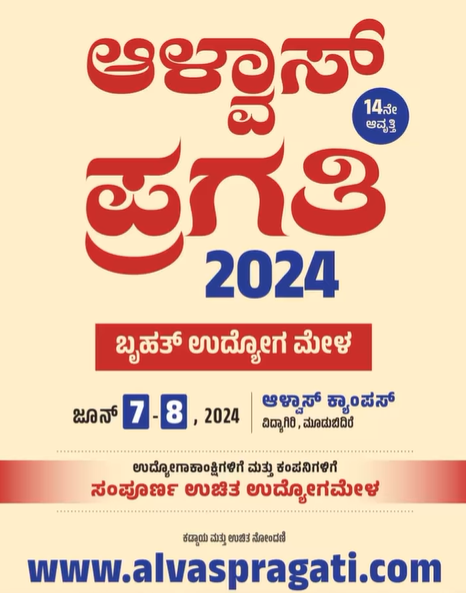 ಆಳ್ವಾಸ್
14ನೇ
ಆವೃತ್ತಿ
ಪ್ರಗತಿ
2024
ಬೃಹತ್ ಉದ್ಯೋಗ ಮೇಳ
ಜೂನ್ 7-8, 2024
ಆಳ್ವಾಸ್ ಕ್ಯಾಂಪಸ್
ವಿದ್ಯಾಗಿರಿ, ಮೂಡುಬಿದಿರೆ
ಉದ್ಯೋಗಾಕಾಂಕ್ಷಿಗಳಿಗೆ ಮತ್ತು ಕಂಪನಿಗಳಿಗೆ
ಸಂಪೂರ್ಣ ಉಚಿತ ಉದ್ಯೋಗಮೇಳ
ಕಡ್ಡಾಯ ಮತ್ತು ಉಚಿತ ನೋಂದಣಿ
www.alvaspragati.com